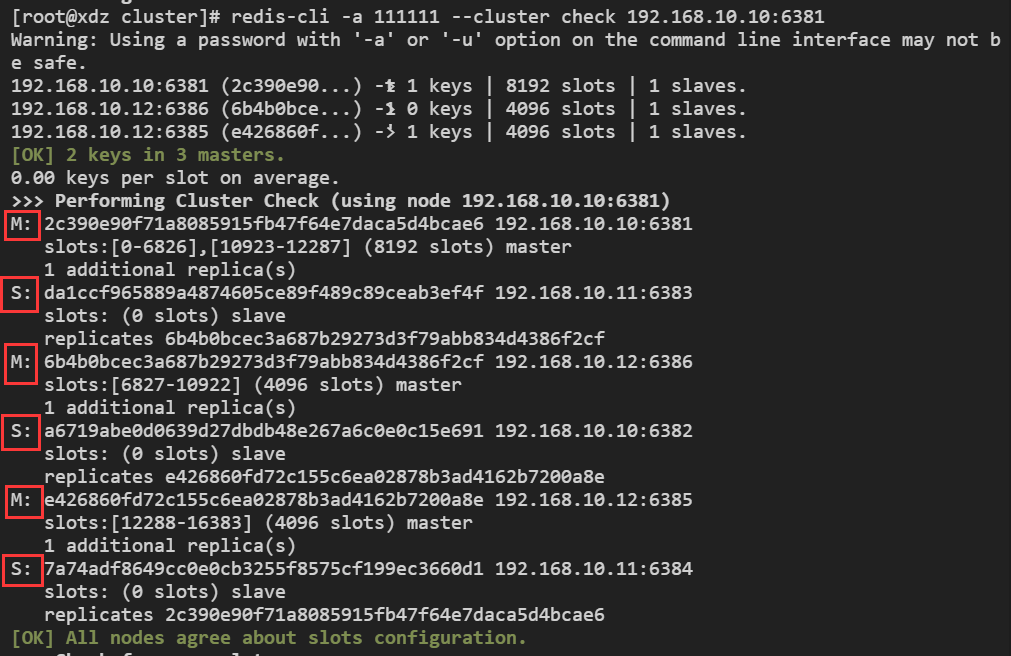 [root@xdz cluster]# redis-cli -a 111111 --cluster check 192.168.10.10:6381
Warning: Using a password with '-a' or '-u' option on the command line interface may not b
e safe.
192.168.10.10:6381 (2c390e90...) -> 1 keys | 8192 slots | 1 slaves.
192.168.10.12:6386 (6b4b0bce...) -> 0 keys | 4096 slots | 1 slaves.
192.168.10.12:6385 (e426860f...) -> 1 keys | 4096 slots | 1 slaves.
[OK] 2 keys in 3 masters.
0.00 keys per slot on average.
>>> Performing Cluster Check (using node 192.168.10.10:6381)
M: 2c390e90f71a8085915fb47f64e7daca5d4bcae6 192.168.10.10:6381
slots:[0-6826],[10923-12287] (8192 slots) master
1 additional replica(s)
S: da1ccf965889a4874605ce89f489c89ceab3ef4f 192.168.10.11:6383
slots: (0 slots) slave
replicates 6b4b0bcec3a687b29273d3f79abb834d4386f2cf
M: 6b4b0bcec3a687b29273d3f79abb834d4386f2cf 192.168.10.12:6386
slots:[6827-10922] (4096 slots) master
1 additional replica(s)
S: a6719abe0d0639d27dbdb48e267a6c0e0c15e691 192.168.10.10:6382
slots: (0 slots) slave
replicates e426860fd72c155c6ea02878b3ad4162b7200a8e
M: e426860fd72c155c6ea02878b3ad4162b7200a8e 192.168.10.12:6385
slots:[12288-16383] (4096 slots) master
1 additional replica(s)
S: 7a74adf8649cc0e0cb3255f8575cf199ec3660d1 192.168.10.11:6384
slots: (0 slots) slave
replicates 2c390e90f71a8085915fb47f64e7daca5d4bcae6
[OK] All nodes agree about slots configuration.